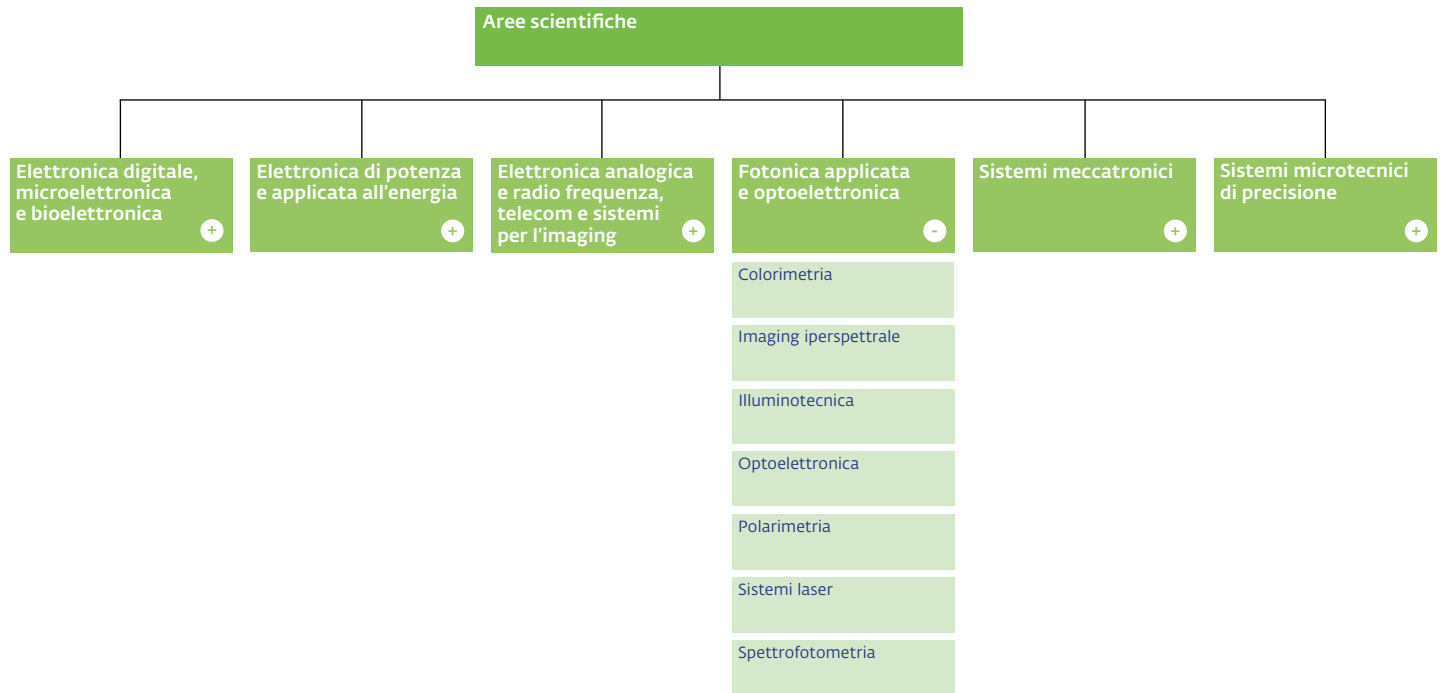 Aree scientifiche
Elettronica digitale,
microelettronica
e bioelettronica
+
Elettronica di potenza
e applicata all'energia
+
Elettronica analogica
e radio frequenza,
telecom e sistemi
per l'imaging
+
Fotonica applicata
e optoelettronica
-
Sistemi meccatronici
+
Sistemi microtecnici
di precisione
+
Colorimetria
Imaging iperspettrale
Illuminotecnica
Optoelettronica
Polarimetria
Sistemi laser
Spettrofotometria